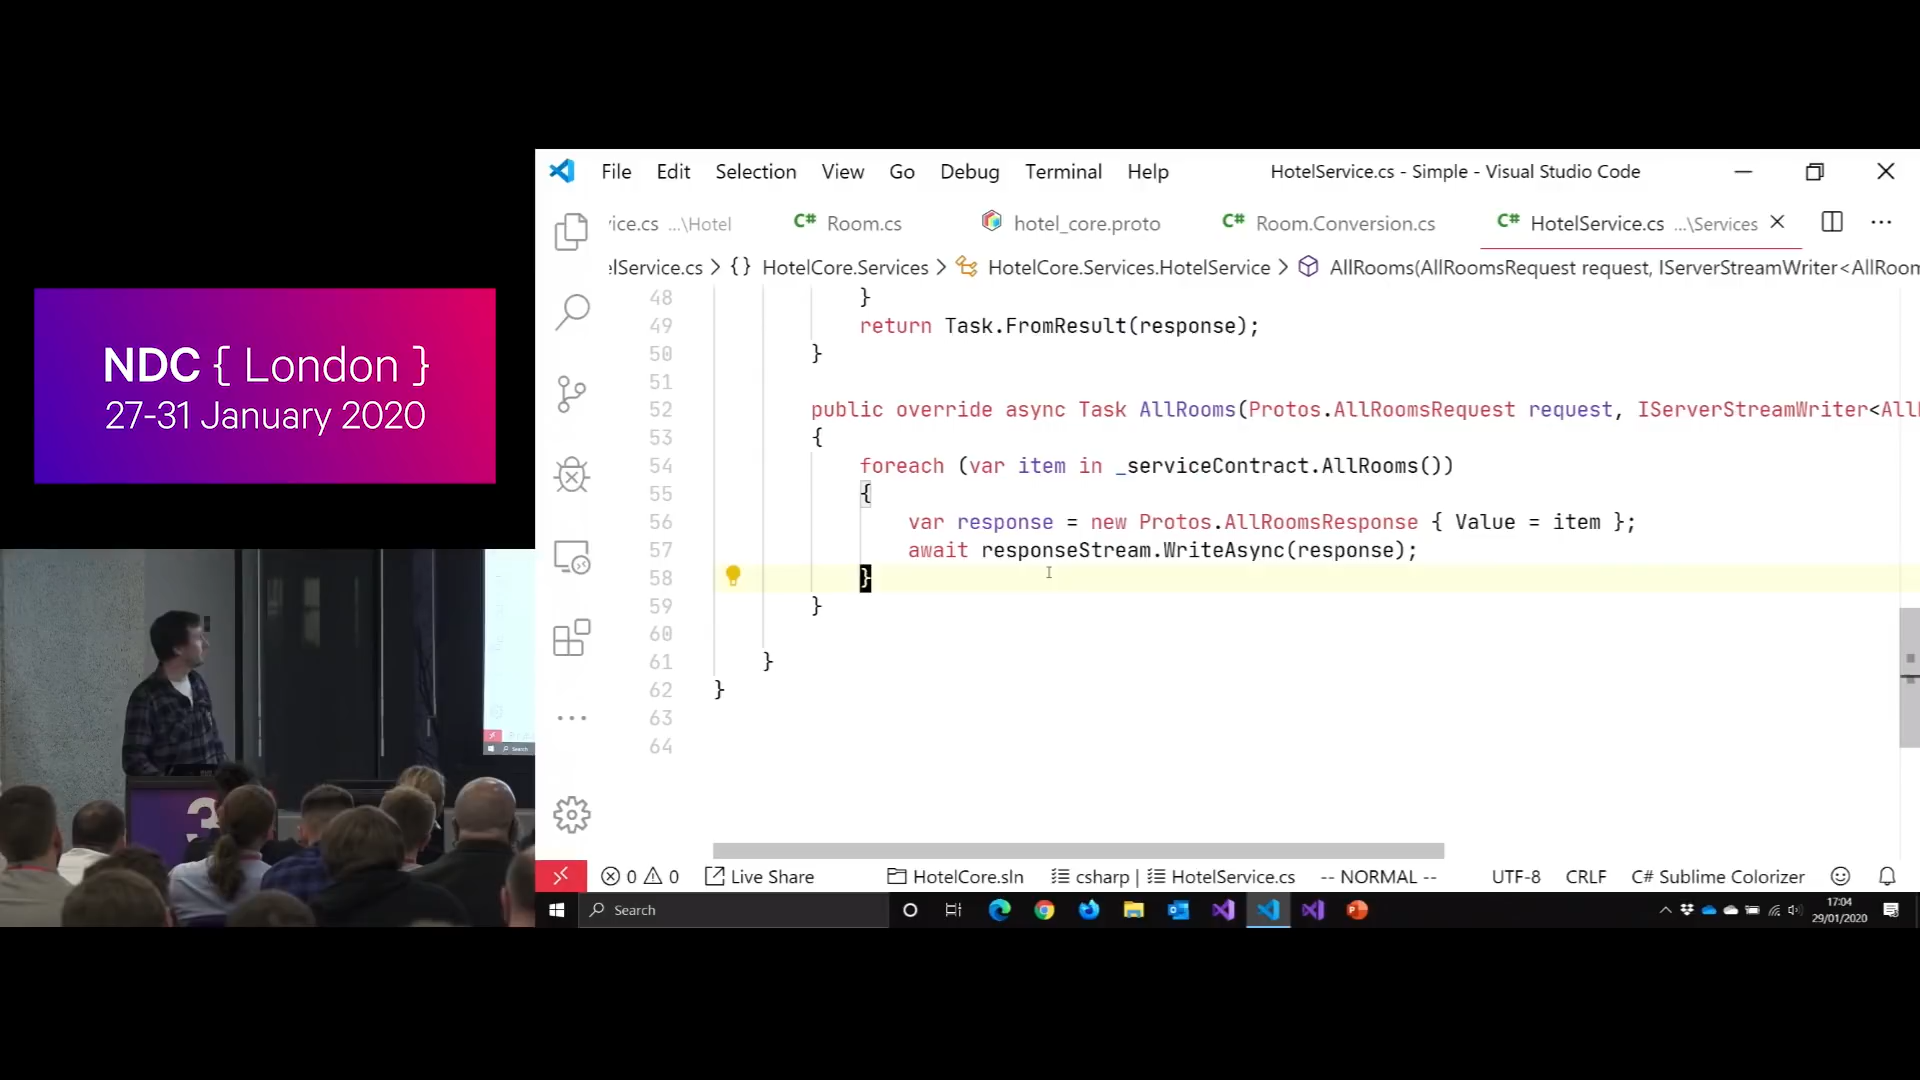 NDC { London }
27-31 January 2020
3
Search
File Edit Selection View Go Debug Terminal Help HotelService.cs - Simple - Visual Studio Code
vice.cs ...\Hotel C# Room.cs hotel_core.proto C# Room.Conversion.cs C# HotelService.cs ...\Services
elService.cs > {} HotelCore.Services > HotelCore.Services.HotelService > AllRooms(AllRoomsRequest request, IServerStreamWriter<AllRoom
48 }
49 return Task.FromResult(response);
50 }
51
52 public override async Task AllRooms(Protos.AllRoomsRequest request, IServerStreamWriter<All
53 {
54 foreach (var item in _serviceContract.AllRooms())
55 {
56 var response = new Protos.AllRoomsResponse { Value = item };
57 await responseStream.WriteAsync(response);
58 }
59 }
60
61 }
62 }
63
64
0 0 Live Share HotelCore.sln csharp | HotelService.cs -- NORMAL -- UTF-8 CRLF C# Sublime Colorizer
Search 17:04
29/01/2020